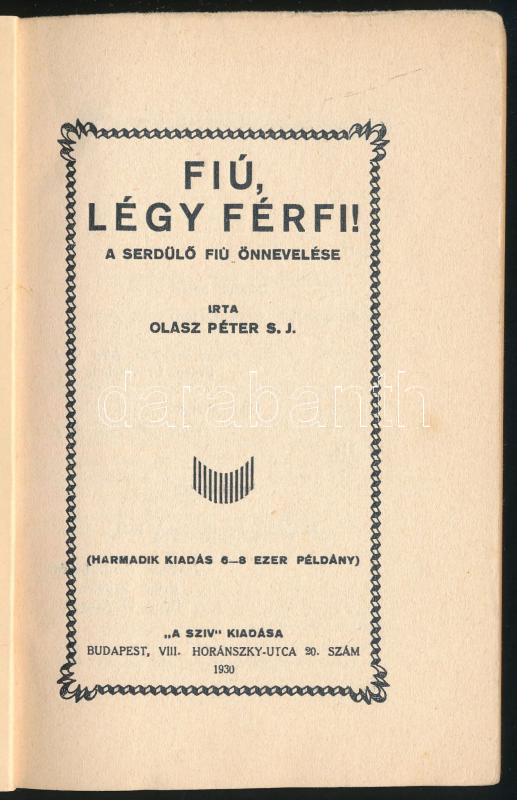 FIÚ,
LÉGY FÉRFI!
A SERDÜLŐ FIÚ ÖNNEVELÉSE
IRTA
OLASZ PÉTER S. J.
darabanth
(HARMADIK KIADÁS 6—8 EZER PÉLDÁNY)
„A SZIV" KIADÁSA
BUDAPEST, VIII. HORÁNSZKY-UTCA 20. SZÁM
1930